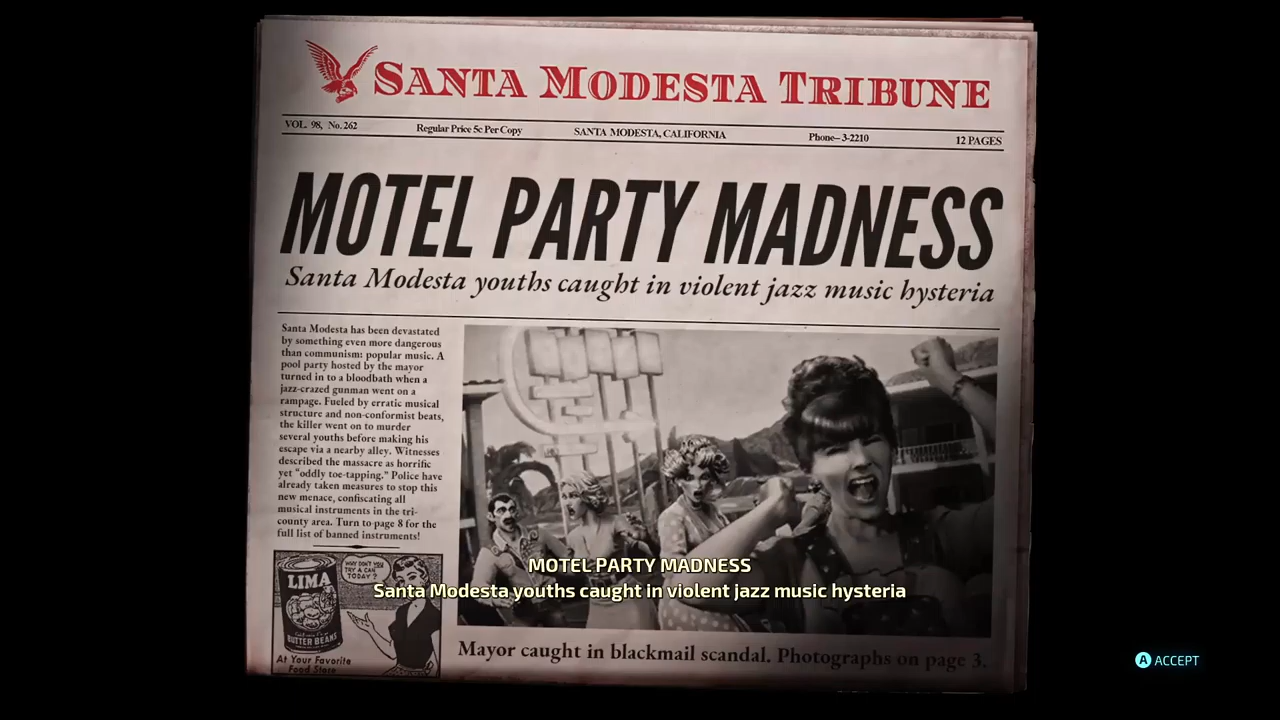 SANTA MODESTA TRIBUNE
VOL. 98, No. 262
Regular Price 5c Per Copy
SANTA MODESTA, CALIFORNIA
Phone–3-2210
12 PAGES
MOTEL PARTY MADNESS
Santa Modesta youths caught in violent jazz music hysteria
Santa Modesta has been devastated
by something even more dangerous
than communism: popular music. A
pool party hosted by the mayor
turned in to a bloodbath when a
jazz-crazed gunman went on a
rampage. Fueled by erratic musical
structure and non-conformist beats,
the killer went on to murder
several youths before making his
escape via a nearby alley. Witnesses
described the massacre as horrific
yet "oddly toe-tapping." Police have
already taken measures to stop this
new menace, confiscating all
musical instruments in the tri-
county area. Turn to page 8 for the
full list of banned instruments!
WHY DON'T YOU
TRY A CAN
TODAY?
LIMA
BUTTER BEANS
At Your Favorite
Food Store
MOTEL PARTY MADNESS
Santa Modesta youths caught in violent jazz music hysteria
Mayor caught in blackmail scandal. Photographs on page 3.
A ACCEPT